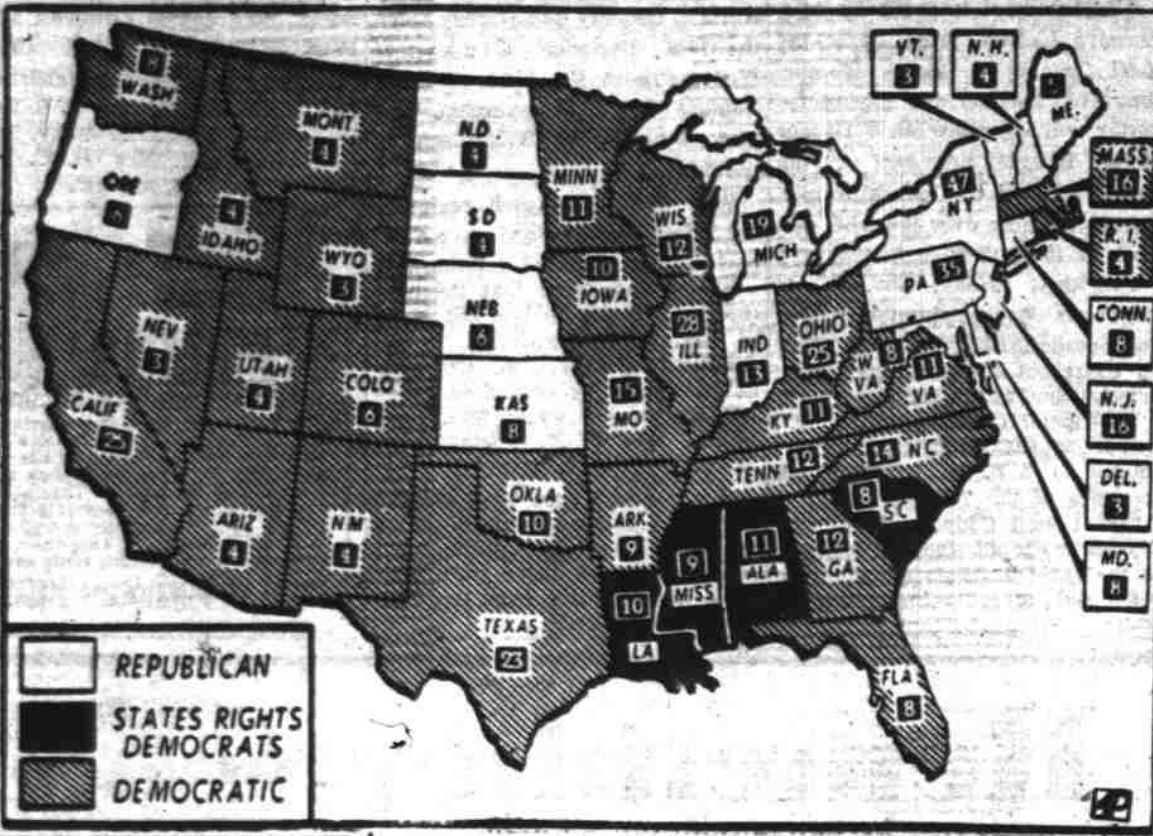 WASH
MONT
4
N.D.
4
MINN
11
VT.
3
N.H.
4
ME.
MASS.
16
ORE
6
4
IDAHO
WYO
3
S D
4
WIS
12
19
MICH
47
NY
R. I.
4
NEB
6
10
IOWA
PA 35
CONN.
8
NEV
3
UTAH
4
COLO
6
KAS
8
15
MO
28
ILL
IND
13
OHIO
25
W
VA
8
11
VA
N. J.
16
CALIF
25
KY 11
TENN 12
14 NC
DEL.
3
ARIZ
4
N M
4
OKLA
10
ARK
9
9
MISS
11
ALA
12
GA
8
SC
MD.
8
TEXAS
23
10
LA
FLA
8
REPUBLICAN
STATES RIGHTS
DEMOCRATS
DEMOCRATIC
AP